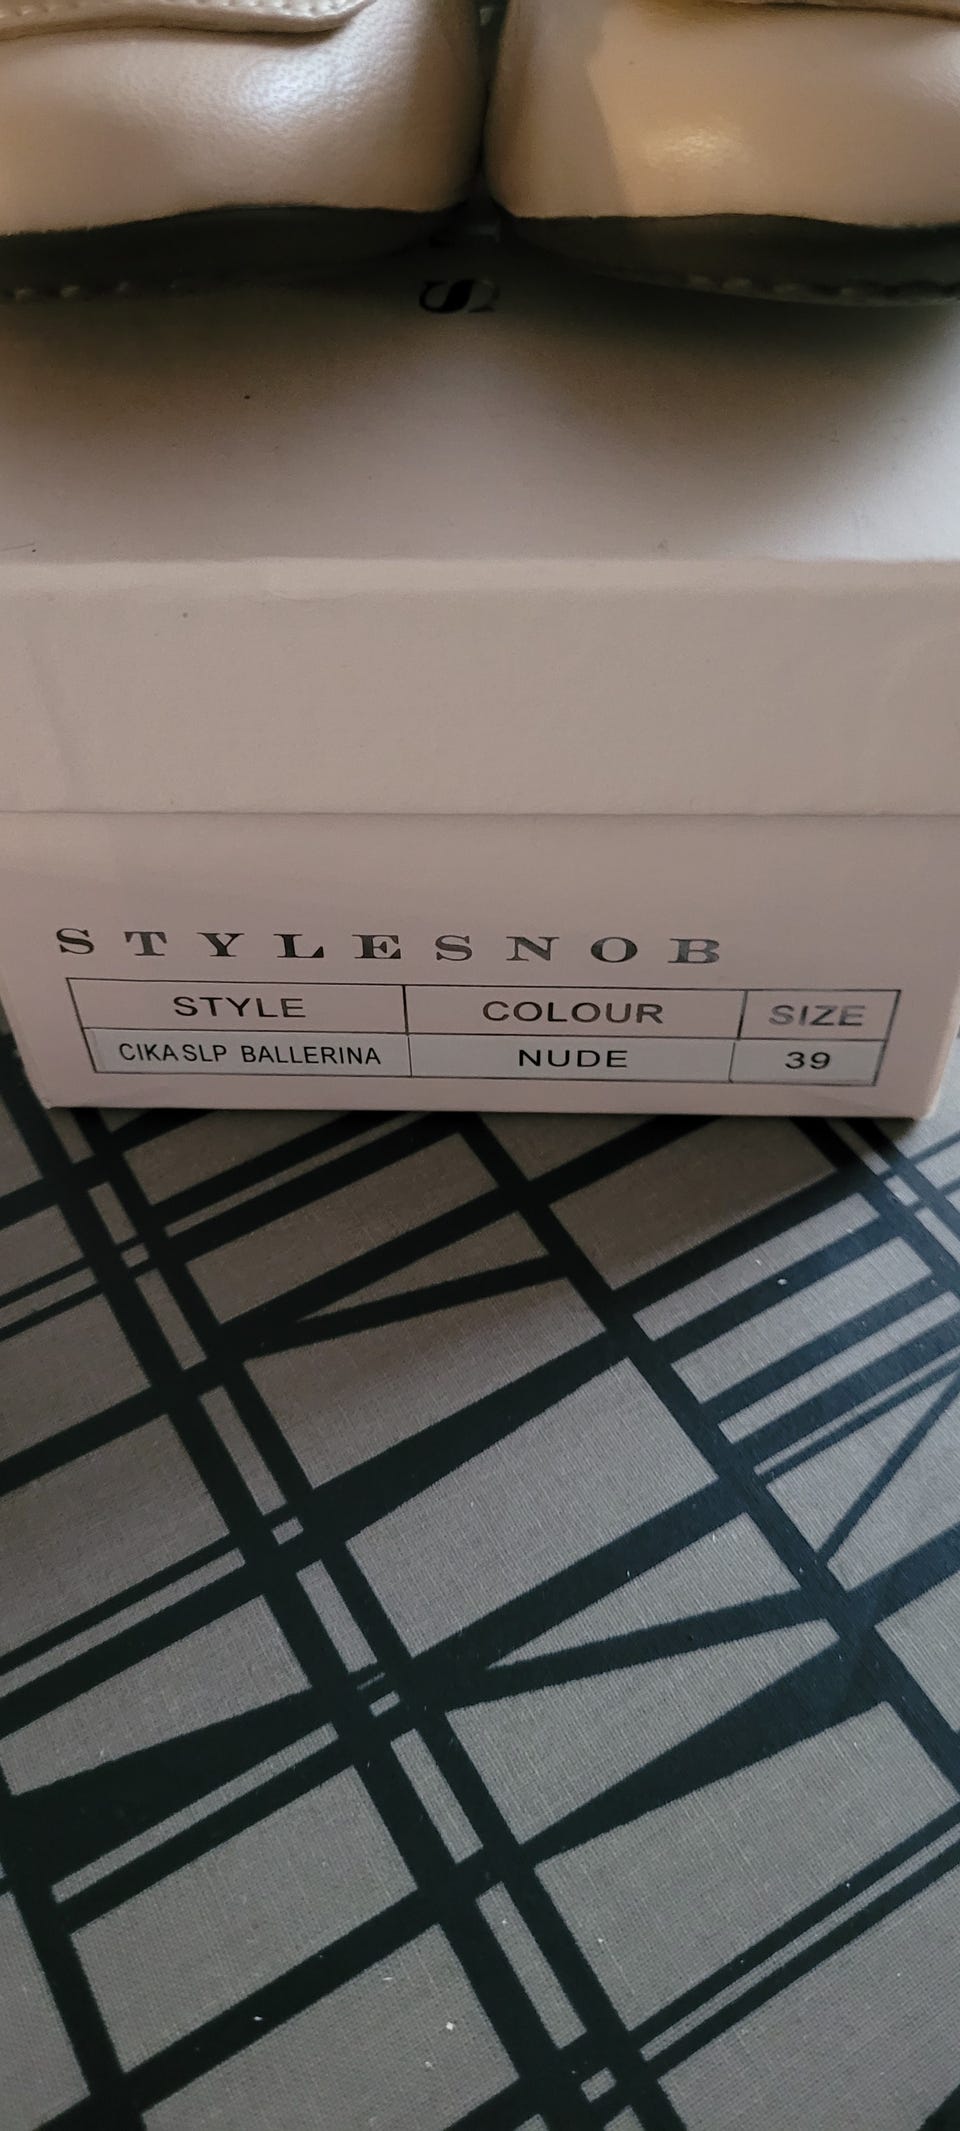 S
STYLESNOB
STYLE COLOUR SIZE
CIKASLP BALLERINA NUDE 39